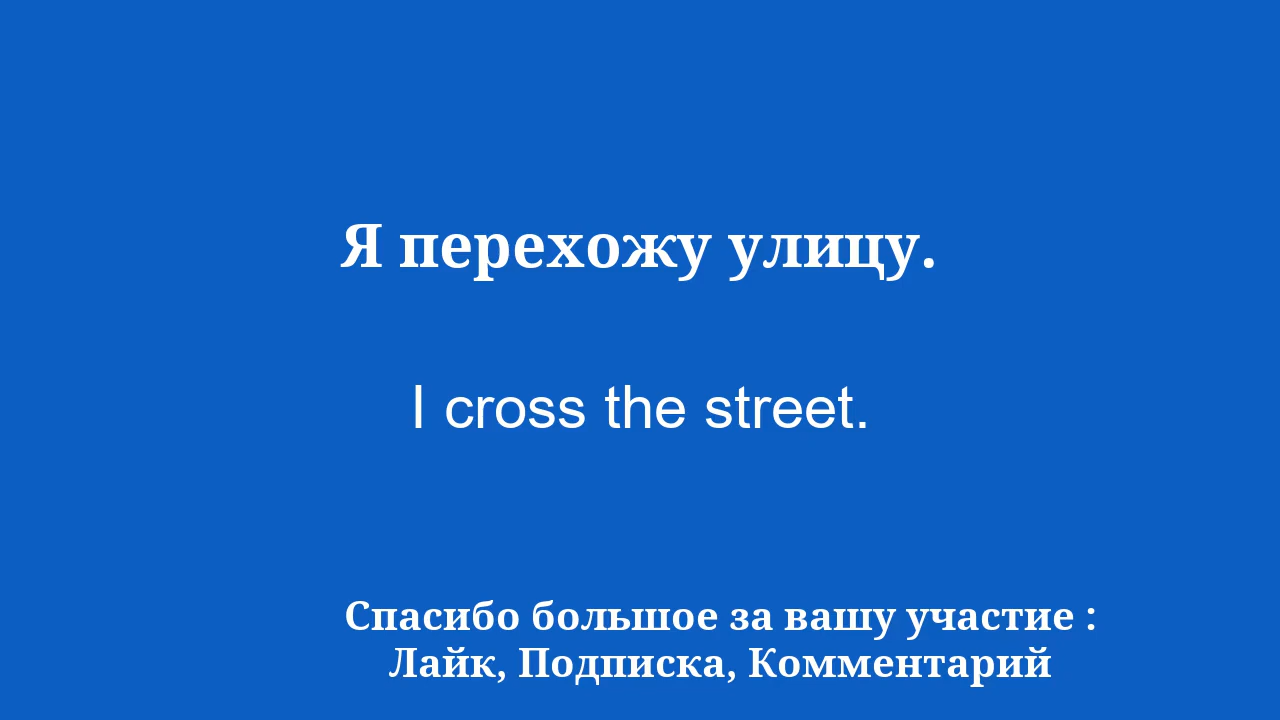 Я перехожу улицу.
I cross the street.
Спасибо большое за вашу участие :
Лайк, Подписка, Комментарий